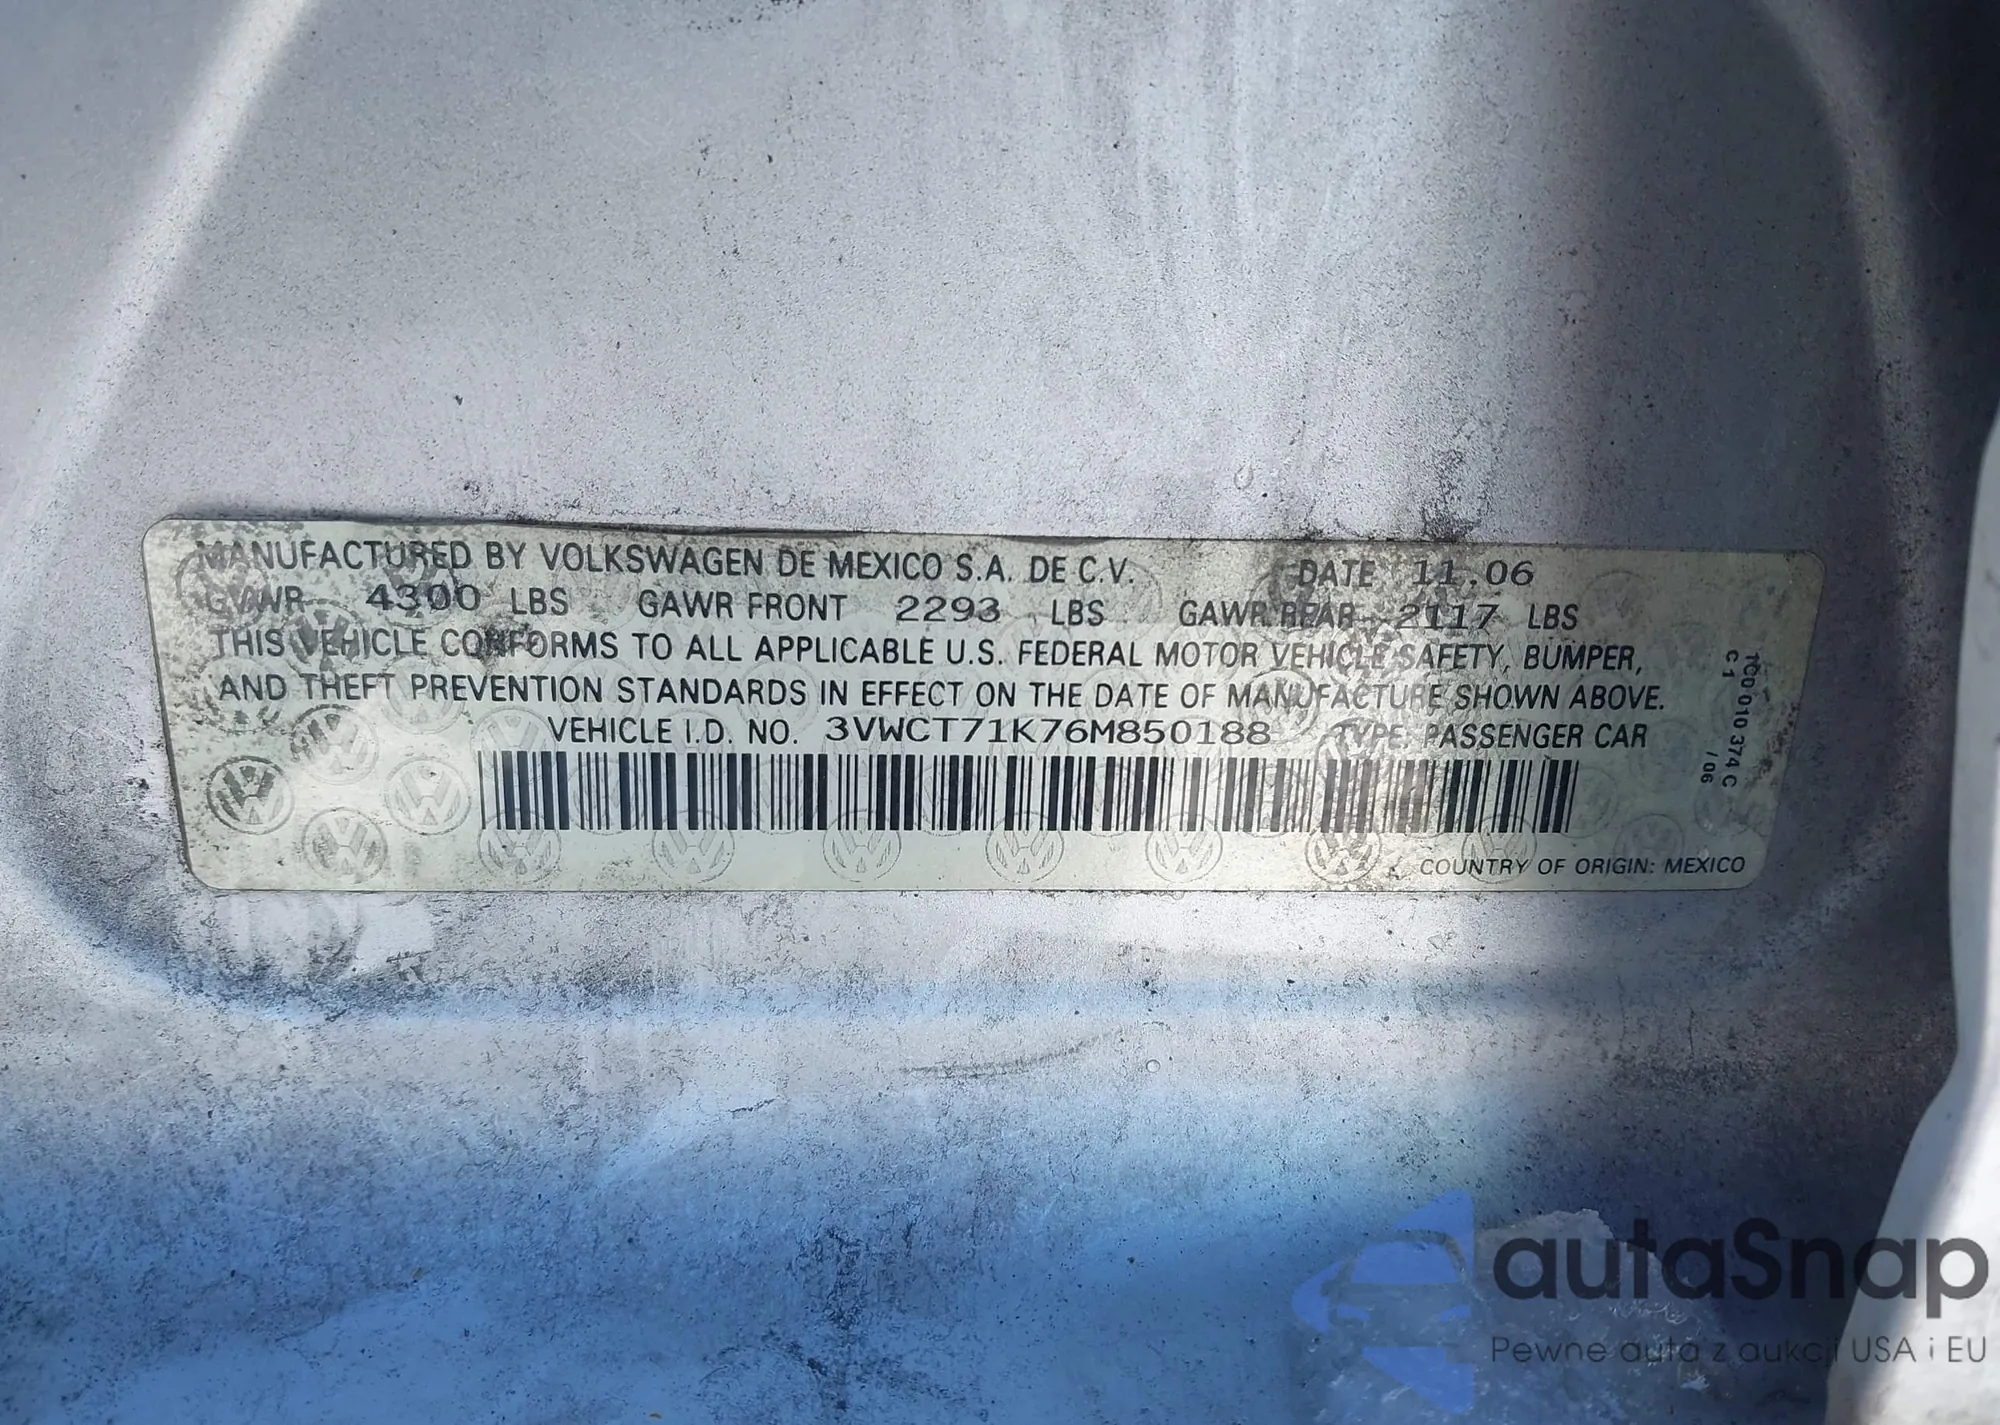 MANUFACTURED BY VOLKSWAGEN DE MEXICO S.A. DE C.V. DATE 11.06
GVWR 4300 LBS GAWR FRONT 2293 LBS GAWR REAR 2117 LBS
THIS VEHICLE CONFORMS TO ALL APPLICABLE U.S. FEDERAL MOTOR VEHICLE SAFETY, BUMPER,
AND THEFT PREVENTION STANDARDS IN EFFECT ON THE DATE OF MANUFACTURE SHOWN ABOVE.
VEHICLE I.D. NO. 3VWCT71K76M850188 TYPE: PASSENGER CAR
TCD 010 374 C
C 1 / 06
COUNTRY OF ORIGIN: MEXICO
autaSnap
Pewne auta z aukcji USA i EU